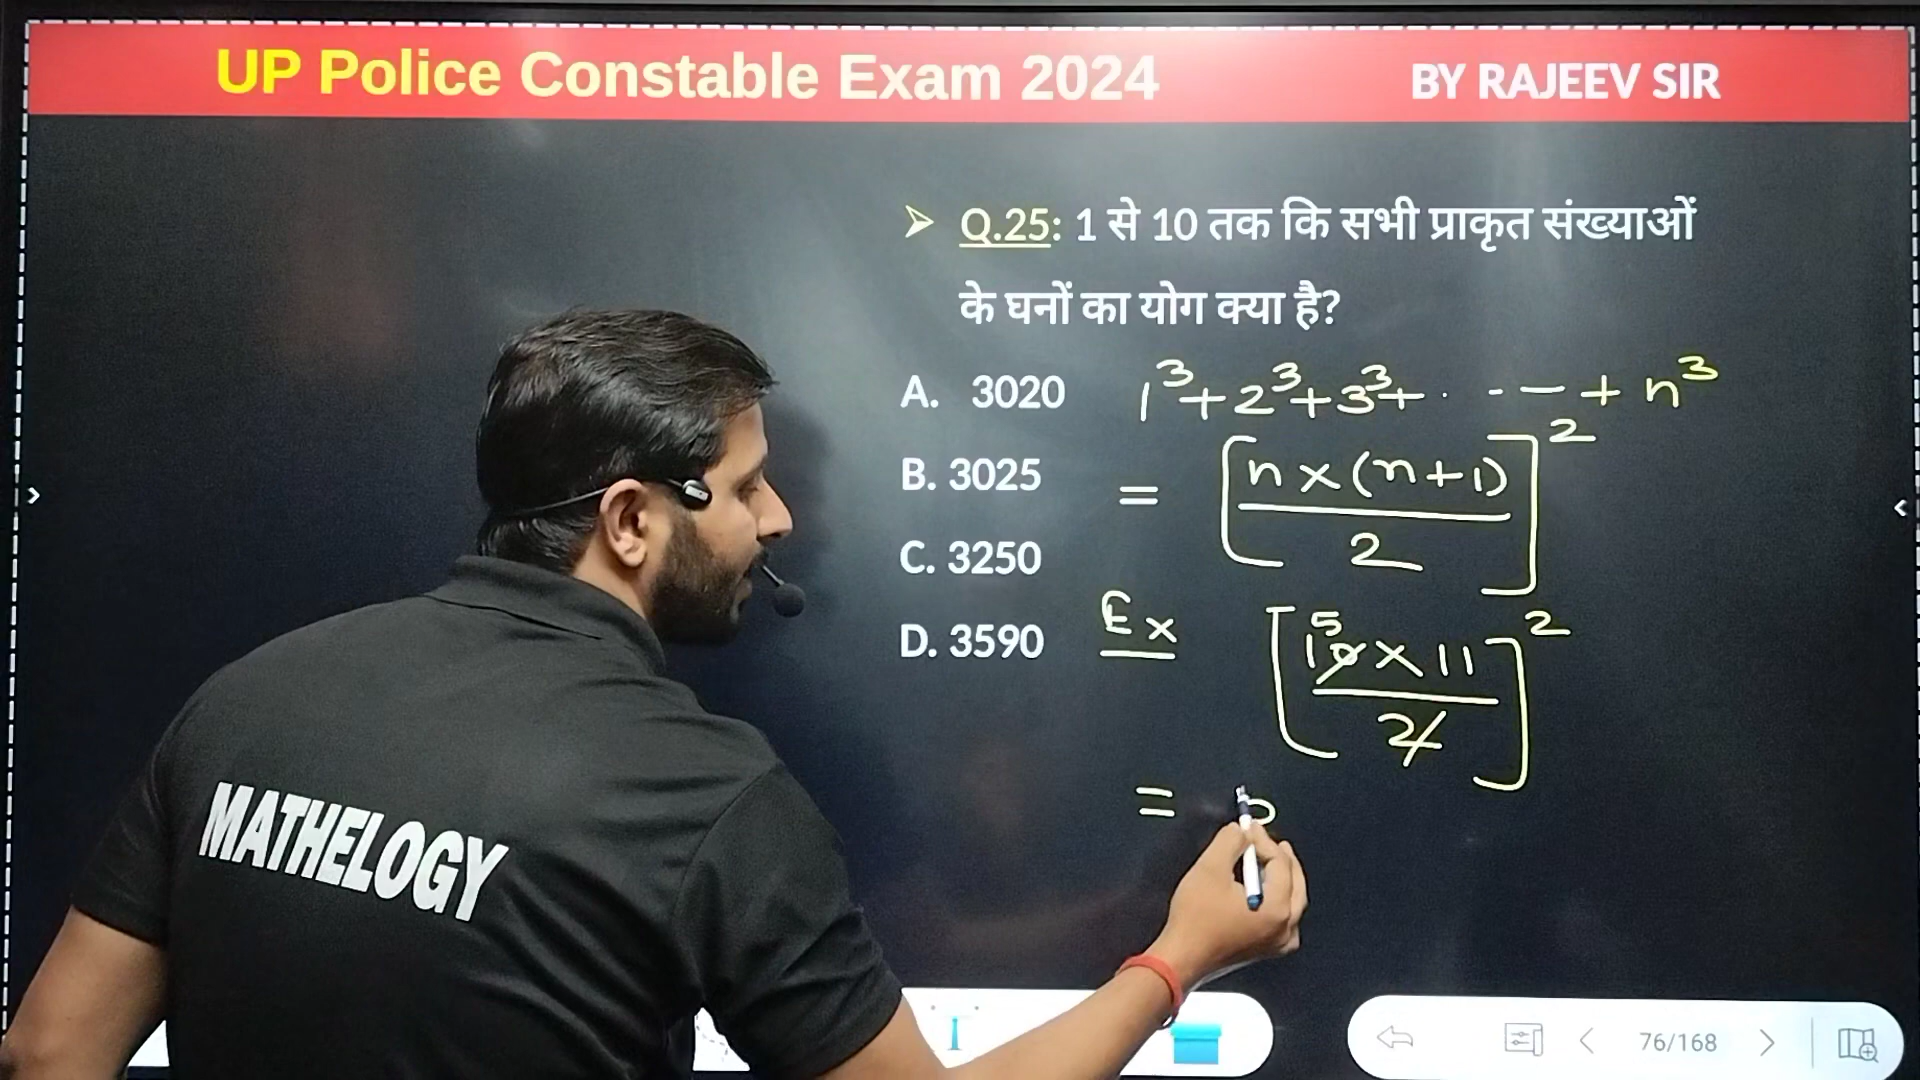 UP Police Constable Exam 2024 BY RAJEEV SIR
➤ Q.25: 1 से 10 तक कि सभी प्राकृत संख्याओं
के घनों का योग क्या है?
A. 3020
1³+2³+3³+· - - — + n³
B. 3025
= [n×(n+1)/2]²
C. 3250
D. 3590
Ex [10 5 ×11/2]²
=
MATHELOGY
T
76/168